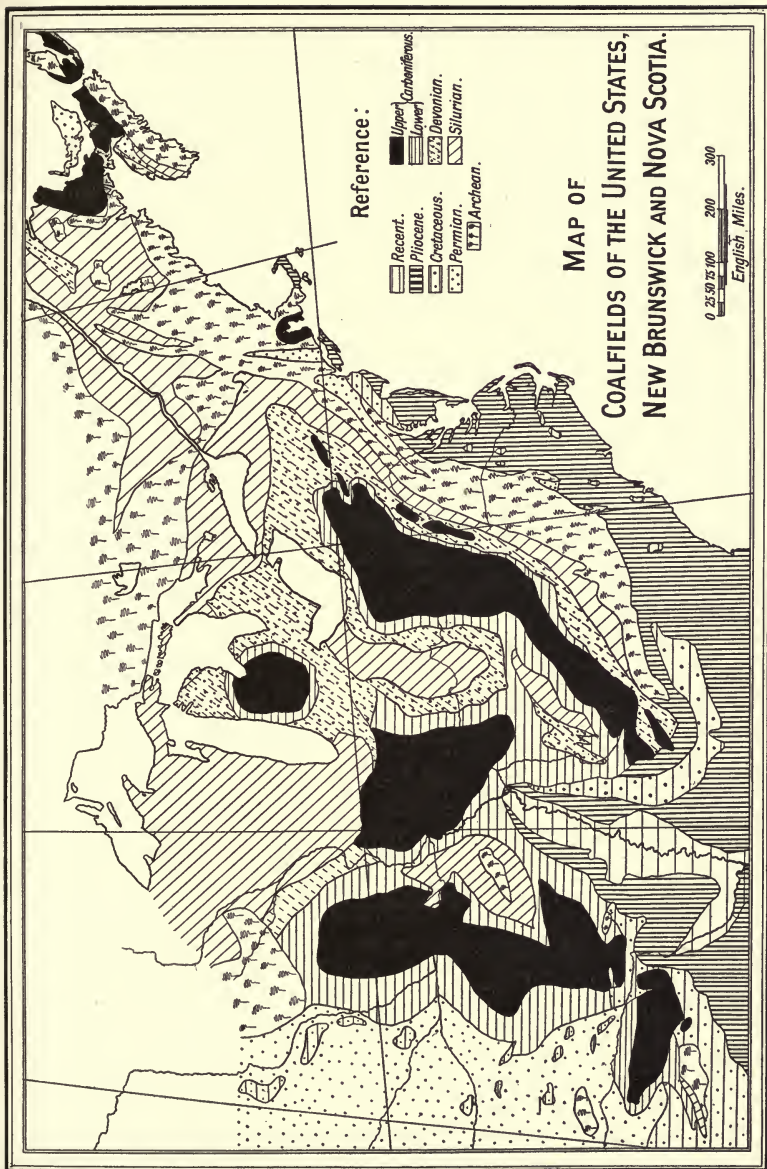 Reference:
Recent.
Pliocene.
Cretaceous.
Permian.
Upper
Lower
Carboniferous.
Devonian.
Silurian.
Archean.
MAP OF
COALFIELDS OF THE UNITED STATES,
NEW BRUNSWICK AND NOVA SCOTIA.
0 25 50 75 100 200 300
English Miles.